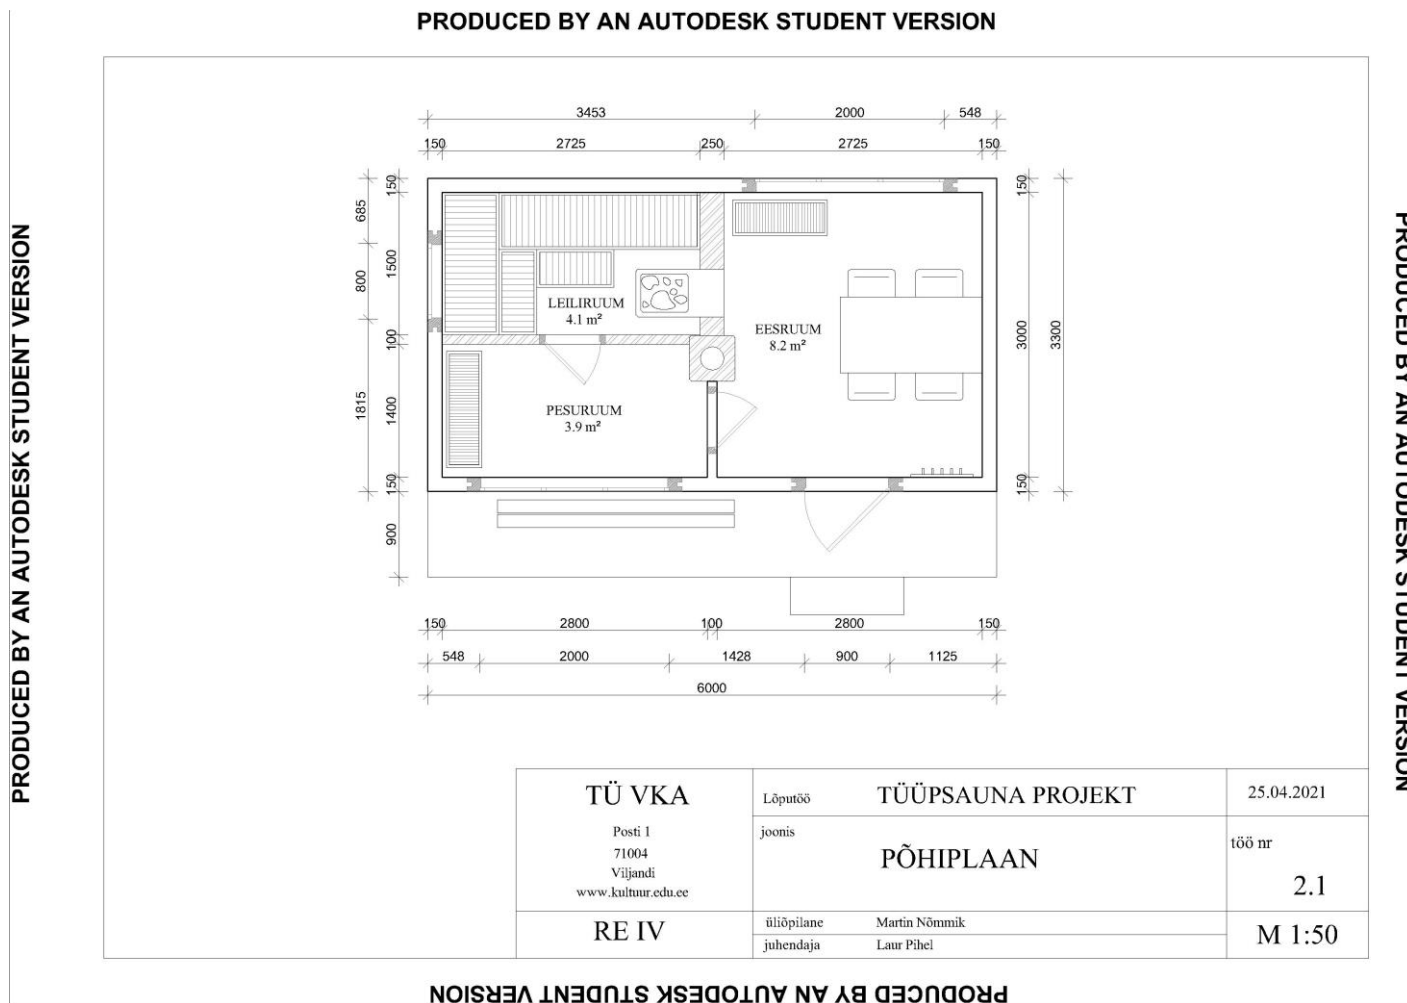 PRODUCED BY AN AUTODESK STUDENT VERSION
PRODUCED BY AN AUTODESK STUDENT VERSION
PRODUCED BY AN AUTODESK STUDENT VERSION
3453 2000 548
150 2725 250 2725 150
150
685
1500
800
100
1815
1400
150
900
150
3000
3300
150
LEILIRUUM
4.1 m²
EESRUUM
8.2 m²
PESURUUM
3.9 m²
150 2800 100 2800 150
548 2000 1428 900 1125
6000
TÜ VKA
Posti 1
71004
Viljandi
www.kultuur.edu.ee
RE IV
Lõputöö TÜÜPSAUNA PROJEKT
joonis
PÕHIPLAAN
üliõpilane Martin Nõmmik
juhendaja Laur Pihel
25.04.2021
töö nr
2.1
M 1:50
PRODUCED BY AN AUTODESK STUDENT VERSION